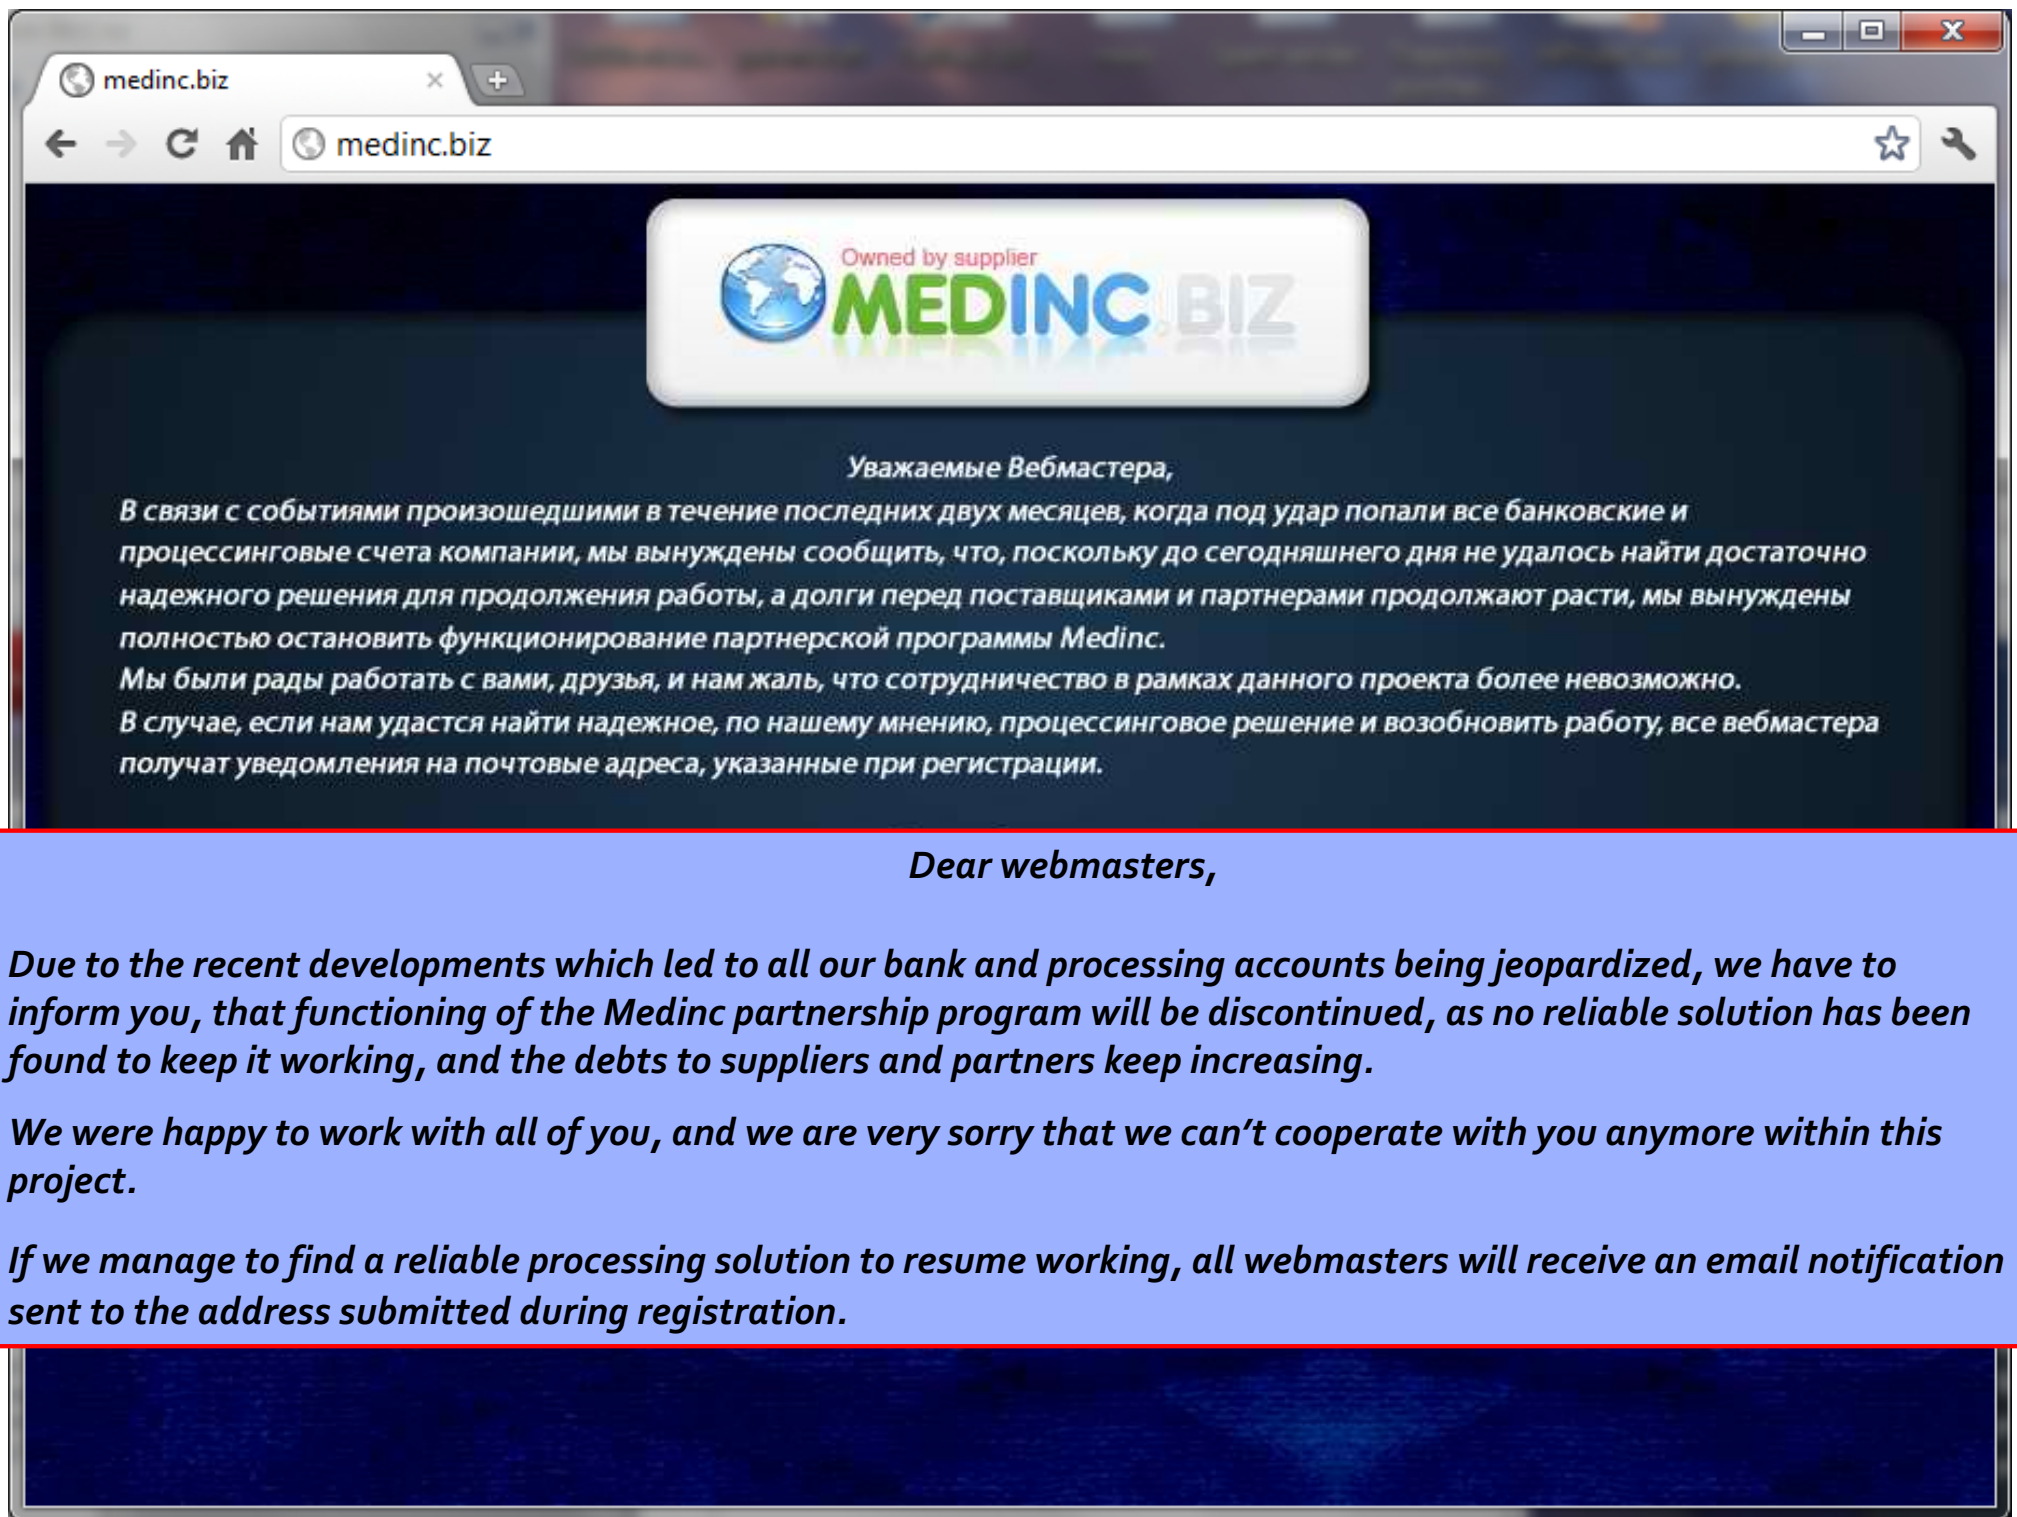 medinc.biz
medinc.biz
Owned by supplier
MEDINC.BIZ
Уважаемые Вебмастера,
В связи с событиями произошедшими в течение последних двух месяцев, когда под удар попали все банковские и
процессинговые счета компании, мы вынуждены сообщить, что, поскольку до сегодняшнего дня не удалось найти достаточно
надежного решения для продолжения работы, а долги перед поставщиками и партнерами продолжают расти, мы вынуждены
полностью остановить функционирование партнерской программы Medinc.
Мы были рады работать с вами, друзья, и нам жаль, что сотрудничество в рамках данного проекта более невозможно.
В случае, если нам удастся найти надежное, по нашему мнению, процессинговое решение и возобновить работу, все вебмастера
получат уведомления на почтовые адреса, указанные при регистрации.
Dear webmasters,
Due to the recent developments which led to all our bank and processing accounts being jeopardized, we have to
inform you, that functioning of the Medinc partnership program will be discontinued, as no reliable solution has been
found to keep it working, and the debts to suppliers and partners keep increasing.
We were happy to work with all of you, and we are very sorry that we can’t cooperate with you anymore within this
project.
If we manage to find a reliable processing solution to resume working, all webmasters will receive an email notification
sent to the address submitted during registration.